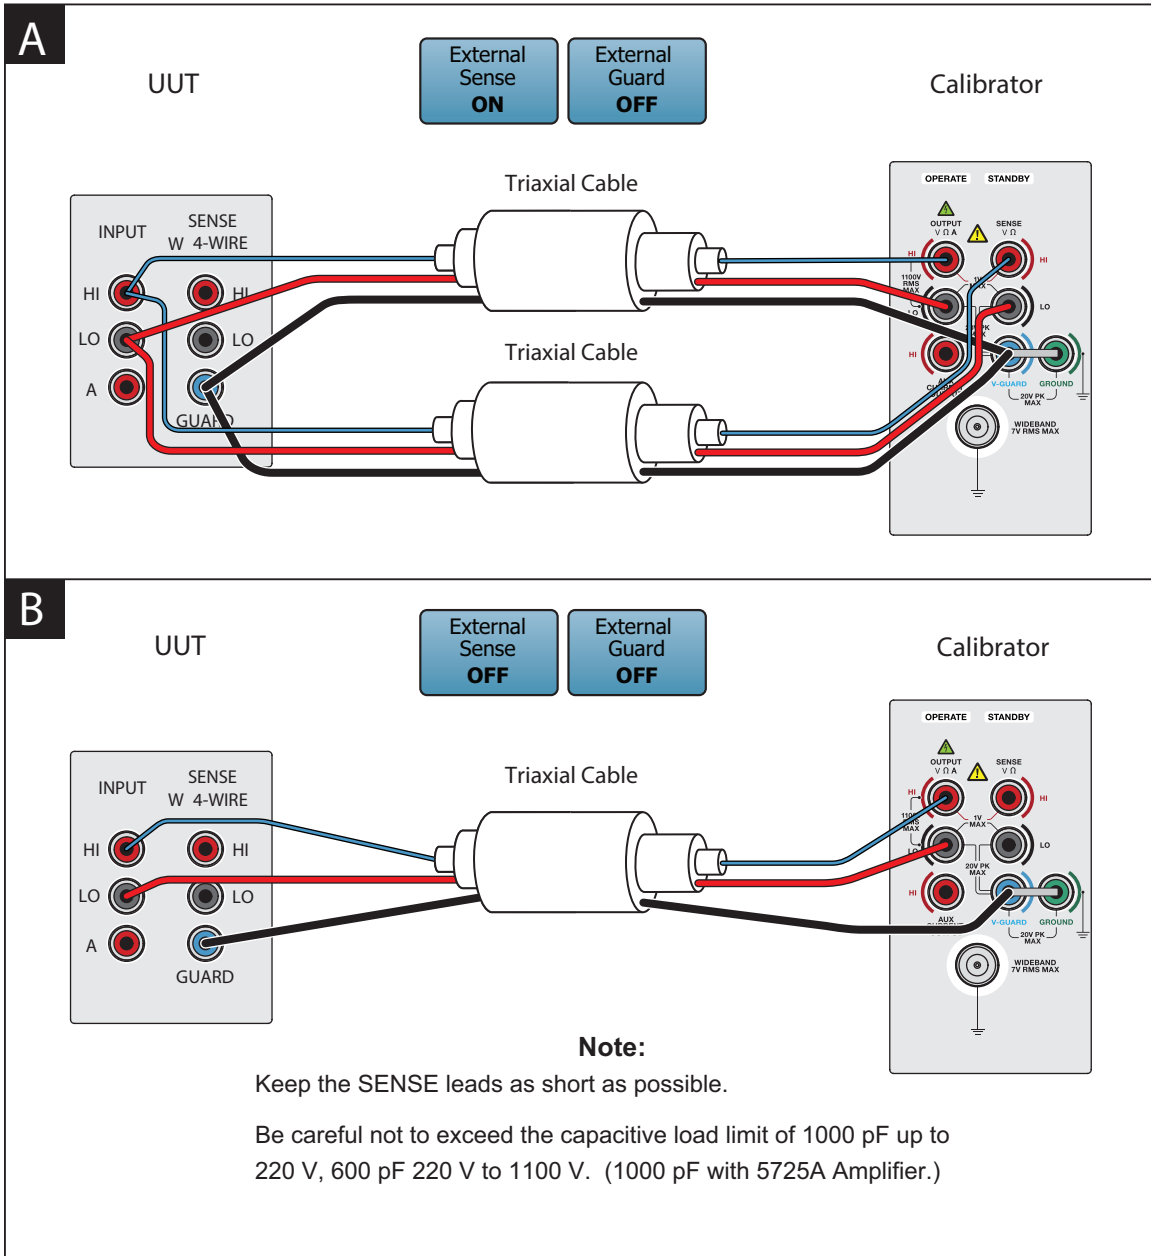 A
UUT
External
Sense
ON
External
Guard
OFF
Calibrator
Triaxial Cable
INPUT
SENSE
W 4-WIRE
HI
HI
LO
LO
A
GUARD
Triaxial Cable
OPERATE STANDBY
OUTPUT
V Ω A
SENSE
V Ω
HI
HI
1100V
RMS
MAX
LO
LO
HI
V-GUARD
GROUND
20V PK
MAX
WIDEBAND
7V RMS MAX
B
UUT
External
Sense
OFF
External
Guard
OFF
Calibrator
Triaxial Cable
INPUT
SENSE
W 4-WIRE
HI
HI
LO
LO
A
GUARD
OPERATE STANDBY
OUTPUT
V Ω A
SENSE
V Ω
HI
HI
RMS
MAX
1V
MAX
LO
LO
20V PK
MAX
HI
AUX
V-GUARD
GROUND
20V PK
MAX
WIDEBAND
7V RMS MAX
Note:
Keep the SENSE leads as short as possible.
Be careful not to exceed the capacitive load limit of 1000 pF up to
220 V, 600 pF 220 V to 1100 V. (1000 pF with 5725A Amplifier.)